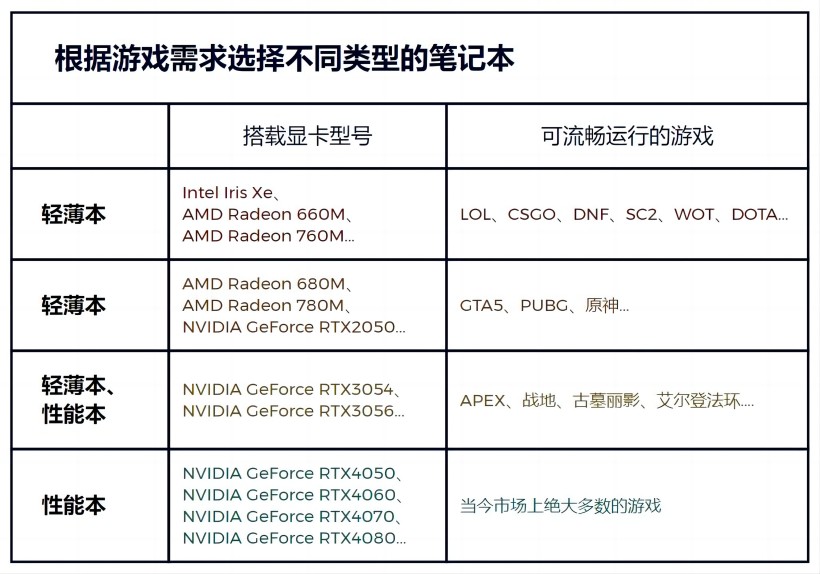 根据游戏需求选择不同类型的笔记本
搭载显卡型号
可流畅运行的游戏
轻薄本
Intel Iris Xe、
AMD Radeon 660M、
AMD Radeon 760M...
LOL、CSGO、DNF、SC2、WOT、DOTA...
轻薄本
AMD Radeon 680M、
AMD Radeon 780M、
NVIDIA GeForce RTX2050...
GTA5、PUBG、原神...
轻薄本、
性能本
NVIDIA GeForce RTX3054、
NVIDIA GeForce RTX3056...
APEX、战地、古墓丽影、艾尔登法环....
性能本
NVIDIA GeForce RTX4050、
NVIDIA GeForce RTX4060、
NVIDIA GeForce RTX4070、
NVIDIA GeForce RTX4080...
当今市场上绝大多数的游戏